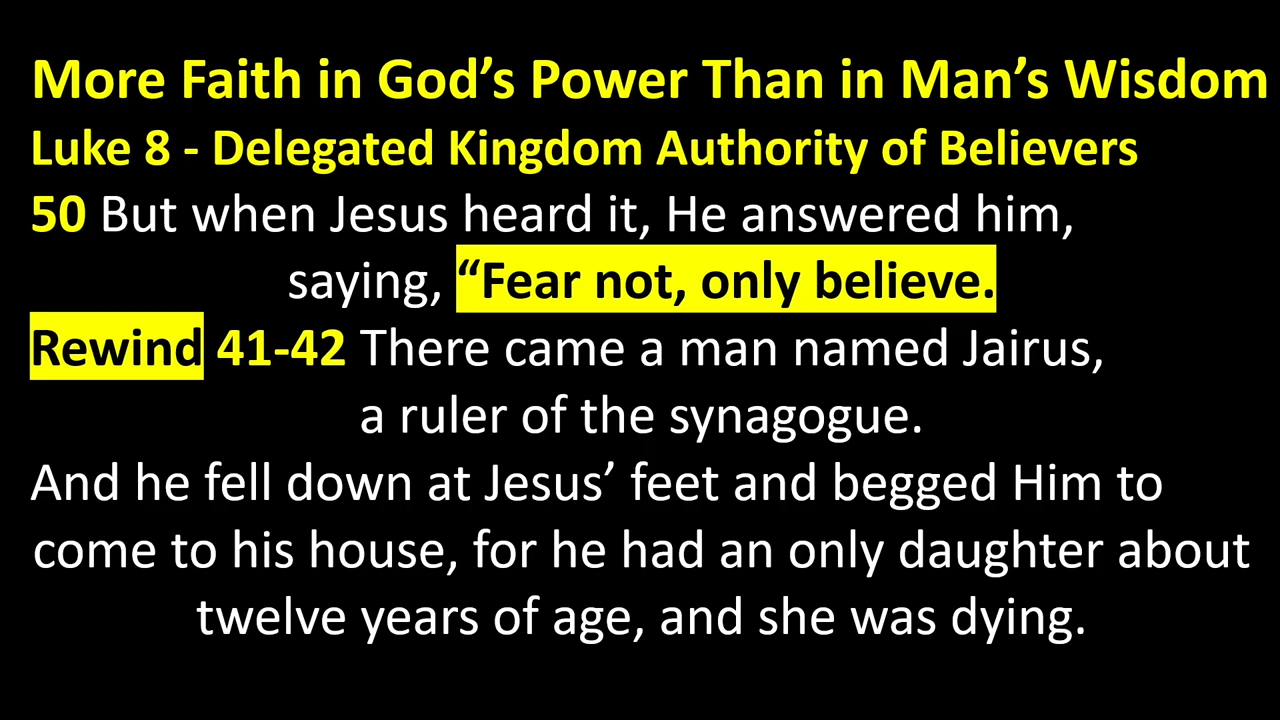 More Faith in God’s Power Than in Man’s Wisdom
Luke 8 - Delegated Kingdom Authority of Believers
50 But when Jesus heard it, He answered him,
saying, “Fear not, only believe.
Rewind 41-42 There came a man named Jairus,
a ruler of the synagogue.
And he fell down at Jesus’ feet and begged Him to
come to his house, for he had an only daughter about
twelve years of age, and she was dying.